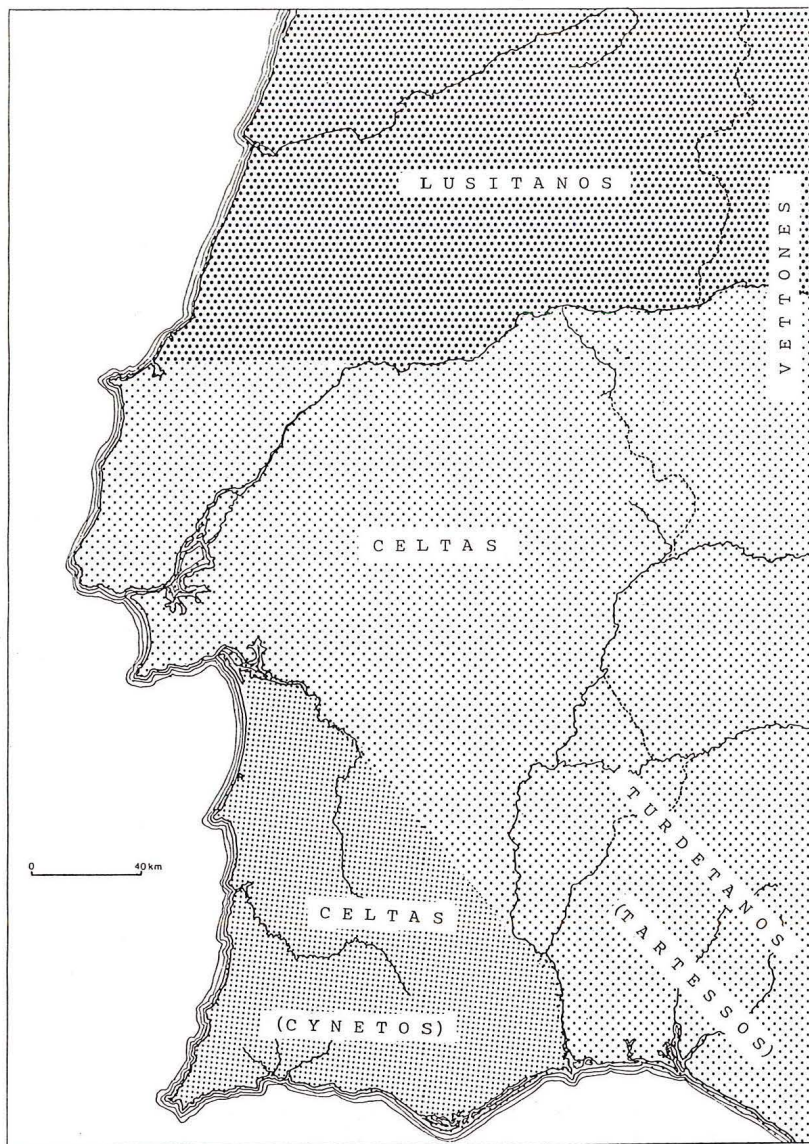 LUSITANOS
VETTONES
CELTAS
TURDETANOS
(TARTESSOS)
0 40 km
CELTAS
(CYNETOS)